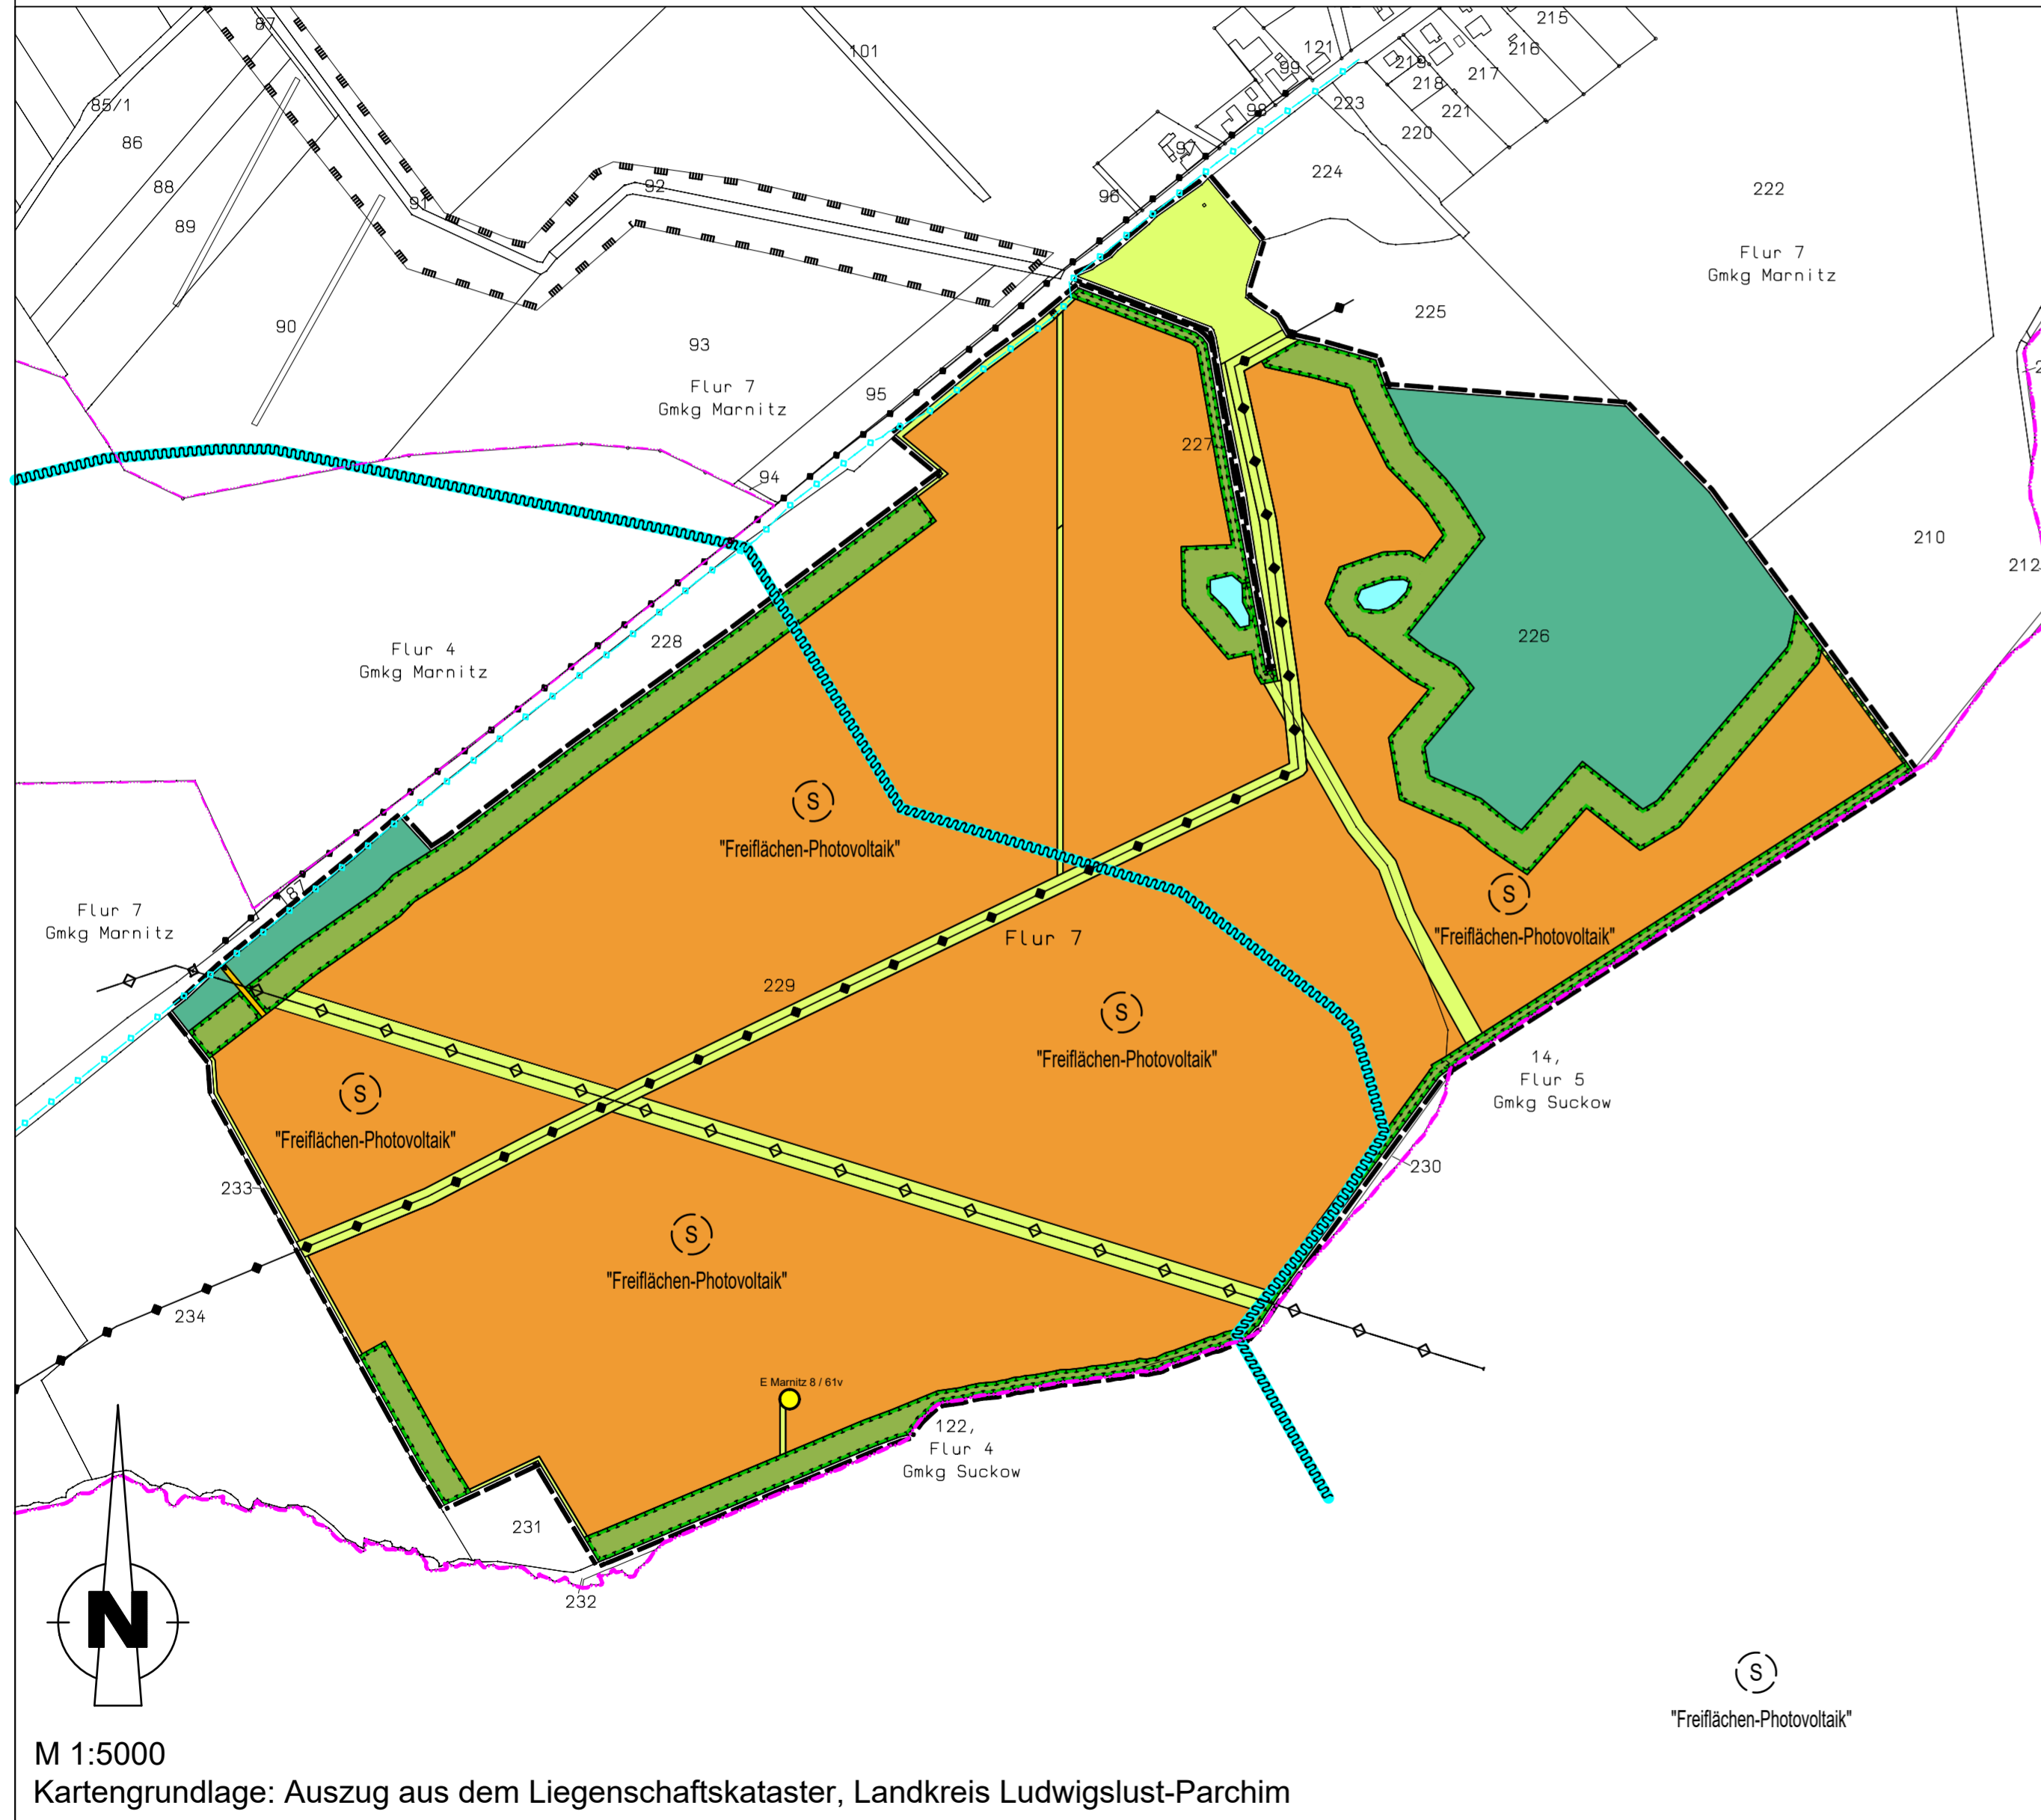 87
101
121
215
216
219
217
218
99
221
85/1
223
98
220
86
97
224
88
92
222
91
96
89
Flur 7
Gmkg Marnitz
90
225
93
Flur 7
Gmkg Marnitz
95
227
94
210
212
226
228
Flur 4
Gmkg Marnitz
S
"Freiflächen-Photovoltaik"
87
S
"Freiflächen-Photovoltaik"
Flur 7
Gmkg Marnitz
Flur 7
229
S
"Freiflächen-Photovoltaik"
14,
Flur 5
Gmkg Suckow
S
"Freiflächen-Photovoltaik"
230
233
S
"Freiflächen-Photovoltaik"
234
E Marnitz 8 / 61v
122,
Flur 4
Gmkg Suckow
231
232
N
S
"Freiflächen-Photovoltaik"
M 1:5000
Kartengrundlage: Auszug aus dem Liegenschaftskataster, Landkreis Ludwigslust-Parchim